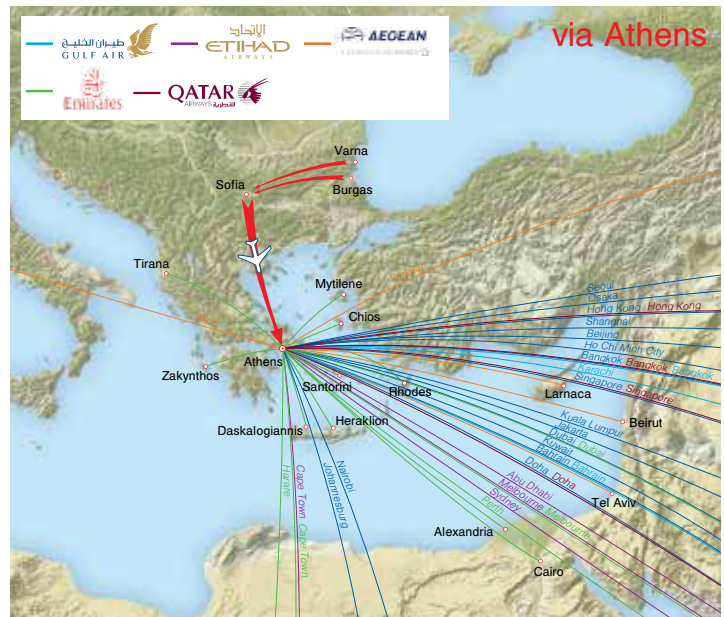 via Athens
طيران الخليج
GULF AIR
الإتحاد
ETIHAD
AIRWAYS
AEGEAN
Emirates
QATAR
AIRWAYS القطرية
Varna
Sofia
Burgas
Tirana
Mytilene
Chios
Athens
Zakynthos
Santorini
Rhodes
Larnaca
Daskalogiannis
Heraklion
Beirut
Tel Aviv
Alexandria
Cairo
Seoul
Osaka
Hong Kong Hong Kong
Shanghai
Beijing
Ho Chi Minh City
Bangkok Bangkok Bangkok
Karachi
Singapore Singapore
Kuala Lumpur
Jakarta
Dubai Dubai
Kuwait
Bahrain Bahrain
Doha Doha
Abu Dhabi
Melbourne Melbourne
Sydney
Perth
Nairobi
Johannesburg
Cape Town Cape Town
Harare